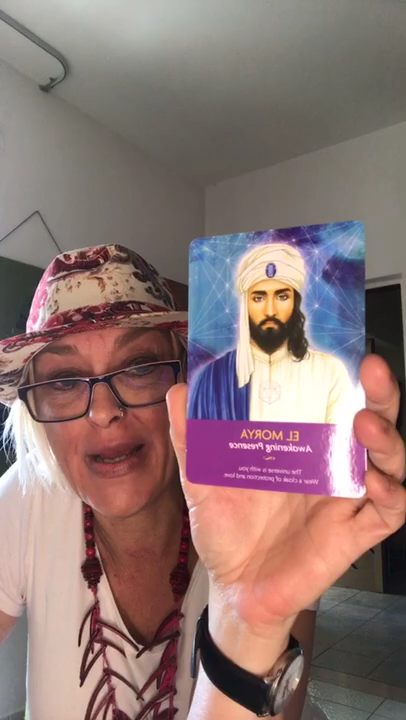 EL MORYA
Awakening Presence
The universe is with you.
Wear a cloak of protection and love.